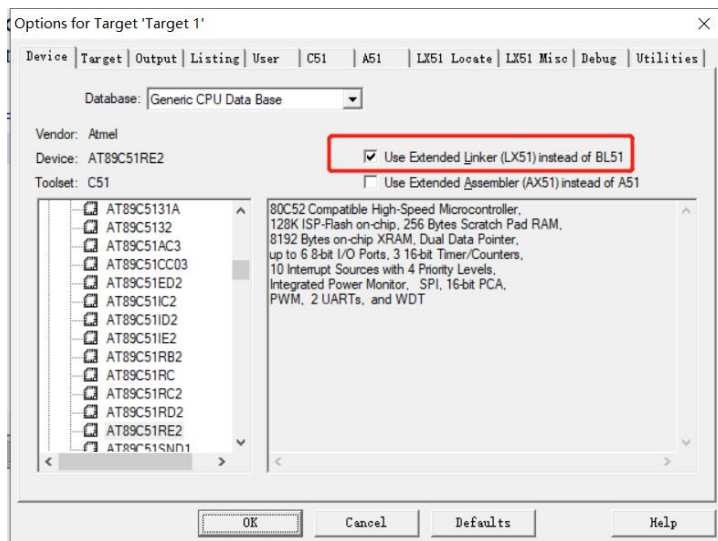 Options for Target 'Target 1'
Device Target Output Listing User C51 A51 LX51 Locate LX51 Misc Debug Utilities
Database: Generic CPU Data Base
Vendor: Atmel
Device: AT89C51RE2
Use Extended Linker (LX51) instead of BL51
Toolset: C51
Use Extended Assembler (AX51) instead of A51
AT89C5131A
AT89C5132
AT89C51AC3
AT89C51CC03
AT89C51ED2
AT89C51IC2
AT89C51ID2
AT89C51IE2
AT89C51RB2
AT89C51RC
AT89C51RC2
AT89C51RD2
AT89C51RE2
AT89C51SND1
80C52 Compatible High-Speed Microcontroller,
128K ISP-Flash on-chip, 256 Bytes Scratch Pad RAM,
8192 Bytes on-chip XRAM, Dual Data Pointer,
up to 6 8-bit I/O Ports, 3 16-bit Timer/Counters,
10 Interrupt Sources with 4 Priority Levels,
Integrated Power Monitor, SPI, 16-bit PCA,
PWM, 2 UARTs, and WDT
OK Cancel Defaults Help